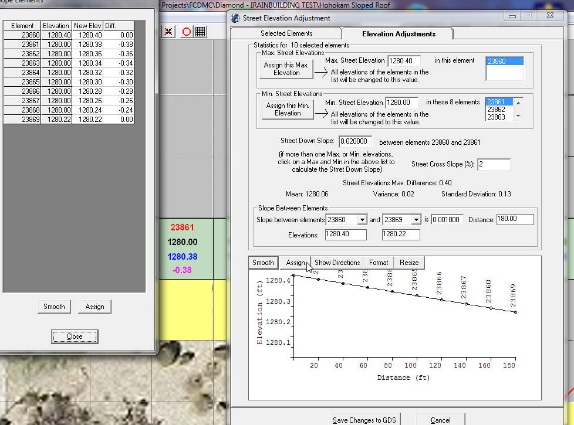 Projects\FCDMC\Diamond - IRAINBUILDING TEST\Hohokam Sloped Roof
Element Elevation New Elev Diff.
23860 1280.40 1280.40 0.00
23861 1280.00 1280.38 -0.38
23862 1280.00 1280.36 -0.36
23863 1280.00 1280.34 -0.34
23864 1280.00 1280.32 -0.32
23865 1280.00 1280.30 -0.30
23866 1280.00 1280.28 -0.28
23867 1280.00 1280.26 -0.26
23868 1280.00 1280.24 -0.24
23869 1280.22 1280.22 0.00
Smooth Assign
Close
23861
1280.00
1280.38
-0.38
Street Elevation Adjustment
Selected Elements Elevation Adjustments
Statistics for 10 selected elements
Max. Street Elevations
Assign this Max. Elevation
Max. Street Elevation 1280.40 in this element 23860
All elevations of the elements in the list will be changed to this value.
Min. Street Elevations
Assign this Min. Elevation
Min. Street Elevation 1280.00 in these 8 elements 23861
23862
23863
All elevations of the elements in the list will be changed to this value.
Street Down Slope: 0.020000 between elements 23860 and 23861
(if more than one Max. or Min. elevations, click on a Max and Min in the above list to calculate the Street Down Slope)
Street Cross Slope (%): 2
Street Elevations Max. Difference: 0.40
Mean: 1280.06 Variance: 0.02 Standard Deviation: 0.13
Slope Between Elements
Slope between elements 23860 and 23869 is 0.001000 Distance 180.00
Elevations: 1280.40 1280.22
Smooth Assign Show Directions Format Resize
Elevation (ft)
1280.4
1280.3
1280.2
1280.1
23865
23866
23867
23868
23869
20 40 60 80 100 120 140 160 180
Distance (ft)
Save Changes to GDS Cancel